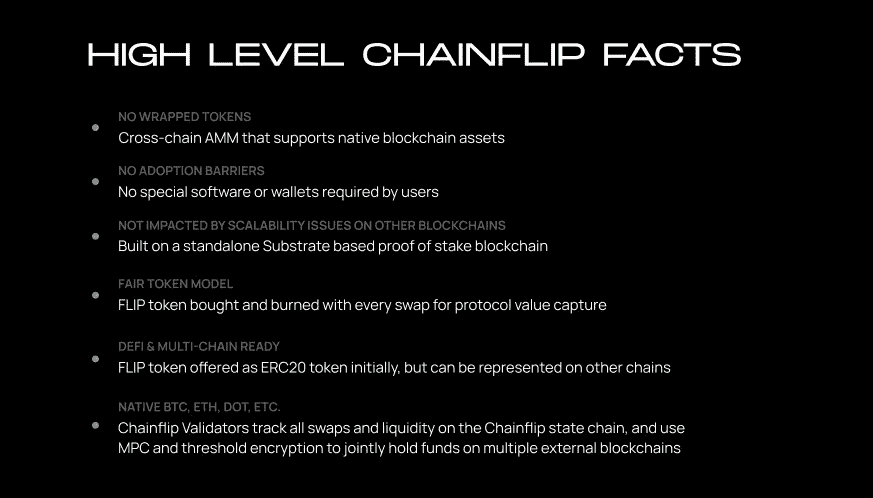 HIGH LEVEL CHAINFLIP FACTS
NO WRAPPED TOKENS
Cross-chain AMM that supports native blockchain assets
NO ADOPTION BARRIERS
No special software or wallets required by users
NOT IMPACTED BY SCALABILITY ISSUES ON OTHER BLOCKCHAINS
Built on a standalone Substrate based proof of stake blockchain
FAIR TOKEN MODEL
FLIP token bought and burned with every swap for protocol value capture
DEFI & MULTI-CHAIN READY
FLIP token offered as ERC20 token initially, but can be represented on other chains
NATIVE BTC, ETH, DOT, ETC.
Chainflip Validators track all swaps and liquidity on the Chainflip state chain, and use
MPC and threshold encryption to jointly hold funds on multiple external blockchains